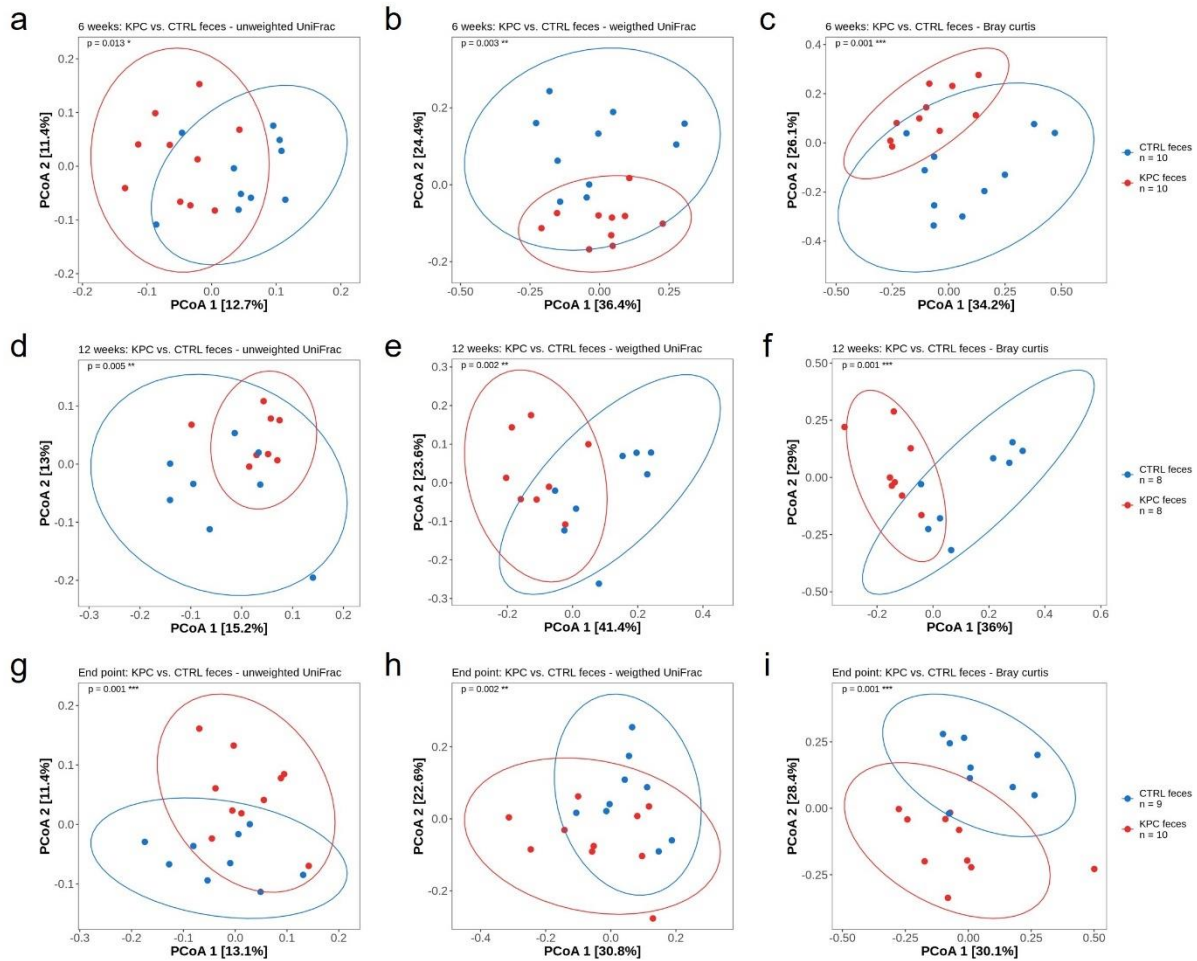 a
6 weeks: KPC vs. CTRL feces - unweighted UniFrac
p = 0.013 *
0.2
0.1
0.0
-0.1
-0.2
PCoA 2 [11.4%]
-0.2
-0.1
0.0
0.1
0.2
PCoA 1 [12.7%]
b
6 weeks: KPC vs. CTRL feces - weigthed UniFrac
p = 0.003 **
0.2
0.0
-0.2
PCoA 2 [24.4%]
-0.50
-0.25
0.00
0.25
PCoA 1 [36.4%]
c
6 weeks: KPC vs. CTRL feces - Bray curtis
p = 0.001 ***
0.4
0.2
0.0
-0.2
-0.4
PCoA 2 [26.1%]
-0.50
-0.25
0.00
0.25
0.50
PCoA 1 [34.2%]
CTRL feces
n = 10
KPC feces
n = 10
d
12 weeks: KPC vs. CTRL feces - unweighted UniFrac
p = 0.005 **
0.1
0.0
-0.1
-0.2
PCoA 2 [13%]
-0.3
-0.2
-0.1
0.0
0.1
0.2
PCoA 1 [15.2%]
e
12 weeks: KPC vs. CTRL feces - weigthed UniFrac
p = 0.002 **
0.3
0.2
0.1
0.0
-0.1
-0.2
-0.3
PCoA 2 [23.6%]
-0.2
0.0
0.2
0.4
PCoA 1 [41.4%]
f
12 weeks: KPC vs. CTRL feces - Bray curtis
p = 0.001 ***
0.50
0.25
0.00
-0.25
-0.50
PCoA 2 [29%]
-0.2
0.0
0.2
0.4
0.6
PCoA 1 [36%]
CTRL feces
n = 8
KPC feces
n = 8
g
End point: KPC vs. CTRL feces - unweighted UniFrac
p = 0.001 ***
0.2
0.1
0.0
-0.1
PCoA 2 [11.4%]
-0.3
-0.2
-0.1
0.0
0.1
0.2
PCoA 1 [13.1%]
h
End point: KPC vs. CTRL feces - weigthed UniFrac
p = 0.002 **
0.2
0.0
-0.2
PCoA 2 [22.6%]
-0.4
-0.2
0.0
0.2
PCoA 1 [30.8%]
i
End point: KPC vs. CTRL feces - Bray curtis
p = 0.001 ***
0.25
0.00
-0.25
PCoA 2 [28.4%]
-0.50
-0.25
0.00
0.25
0.50
PCoA 1 [30.1%]
CTRL feces
n = 9
KPC feces
n = 10